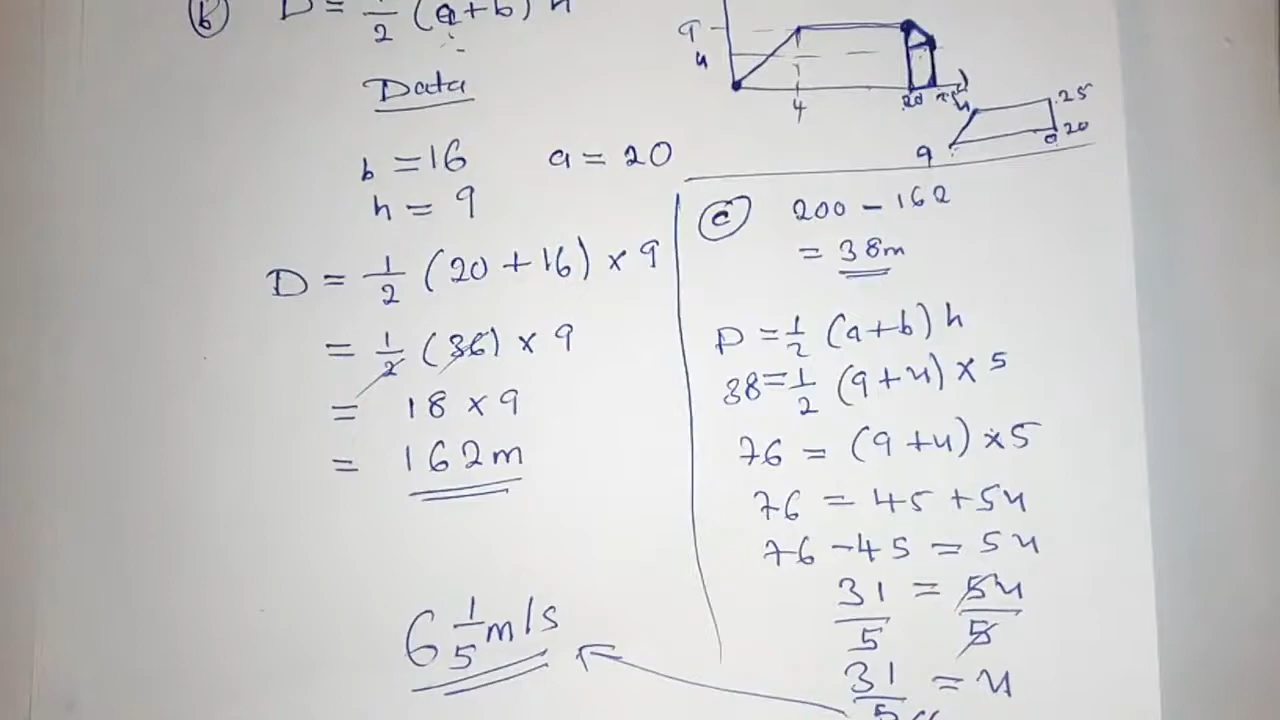 (b) D = 1/2 (a+b) h
Data
b = 16 a = 20
h = 9
D = 1/2 (20 + 16) × 9
= 1/2 (36) × 9
= 18 × 9
= 162m
6 1/5 m/s
9
u
4 20 25
u 25
9 20
(c) 200 - 162
= 38m
D = 1/2 (a+b) h
38 = 1/2 (9+u) × 5
76 = (9+u) × 5
76 = 45 + 5u
76 - 45 = 5u
31/5 = 5u/5
31/5 = u